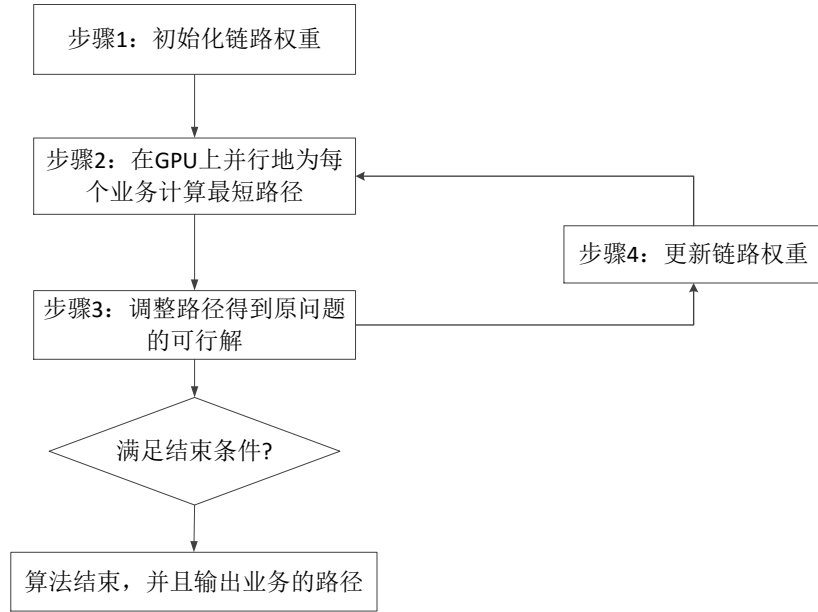 步骤1：初始化链路权重
步骤2：在GPU上并行地为每
个业务计算最短路径
步骤4：更新链路权重
步骤3：调整路径得到原问题
的可行解
满足结束条件?
算法结束，并且输出业务的路径